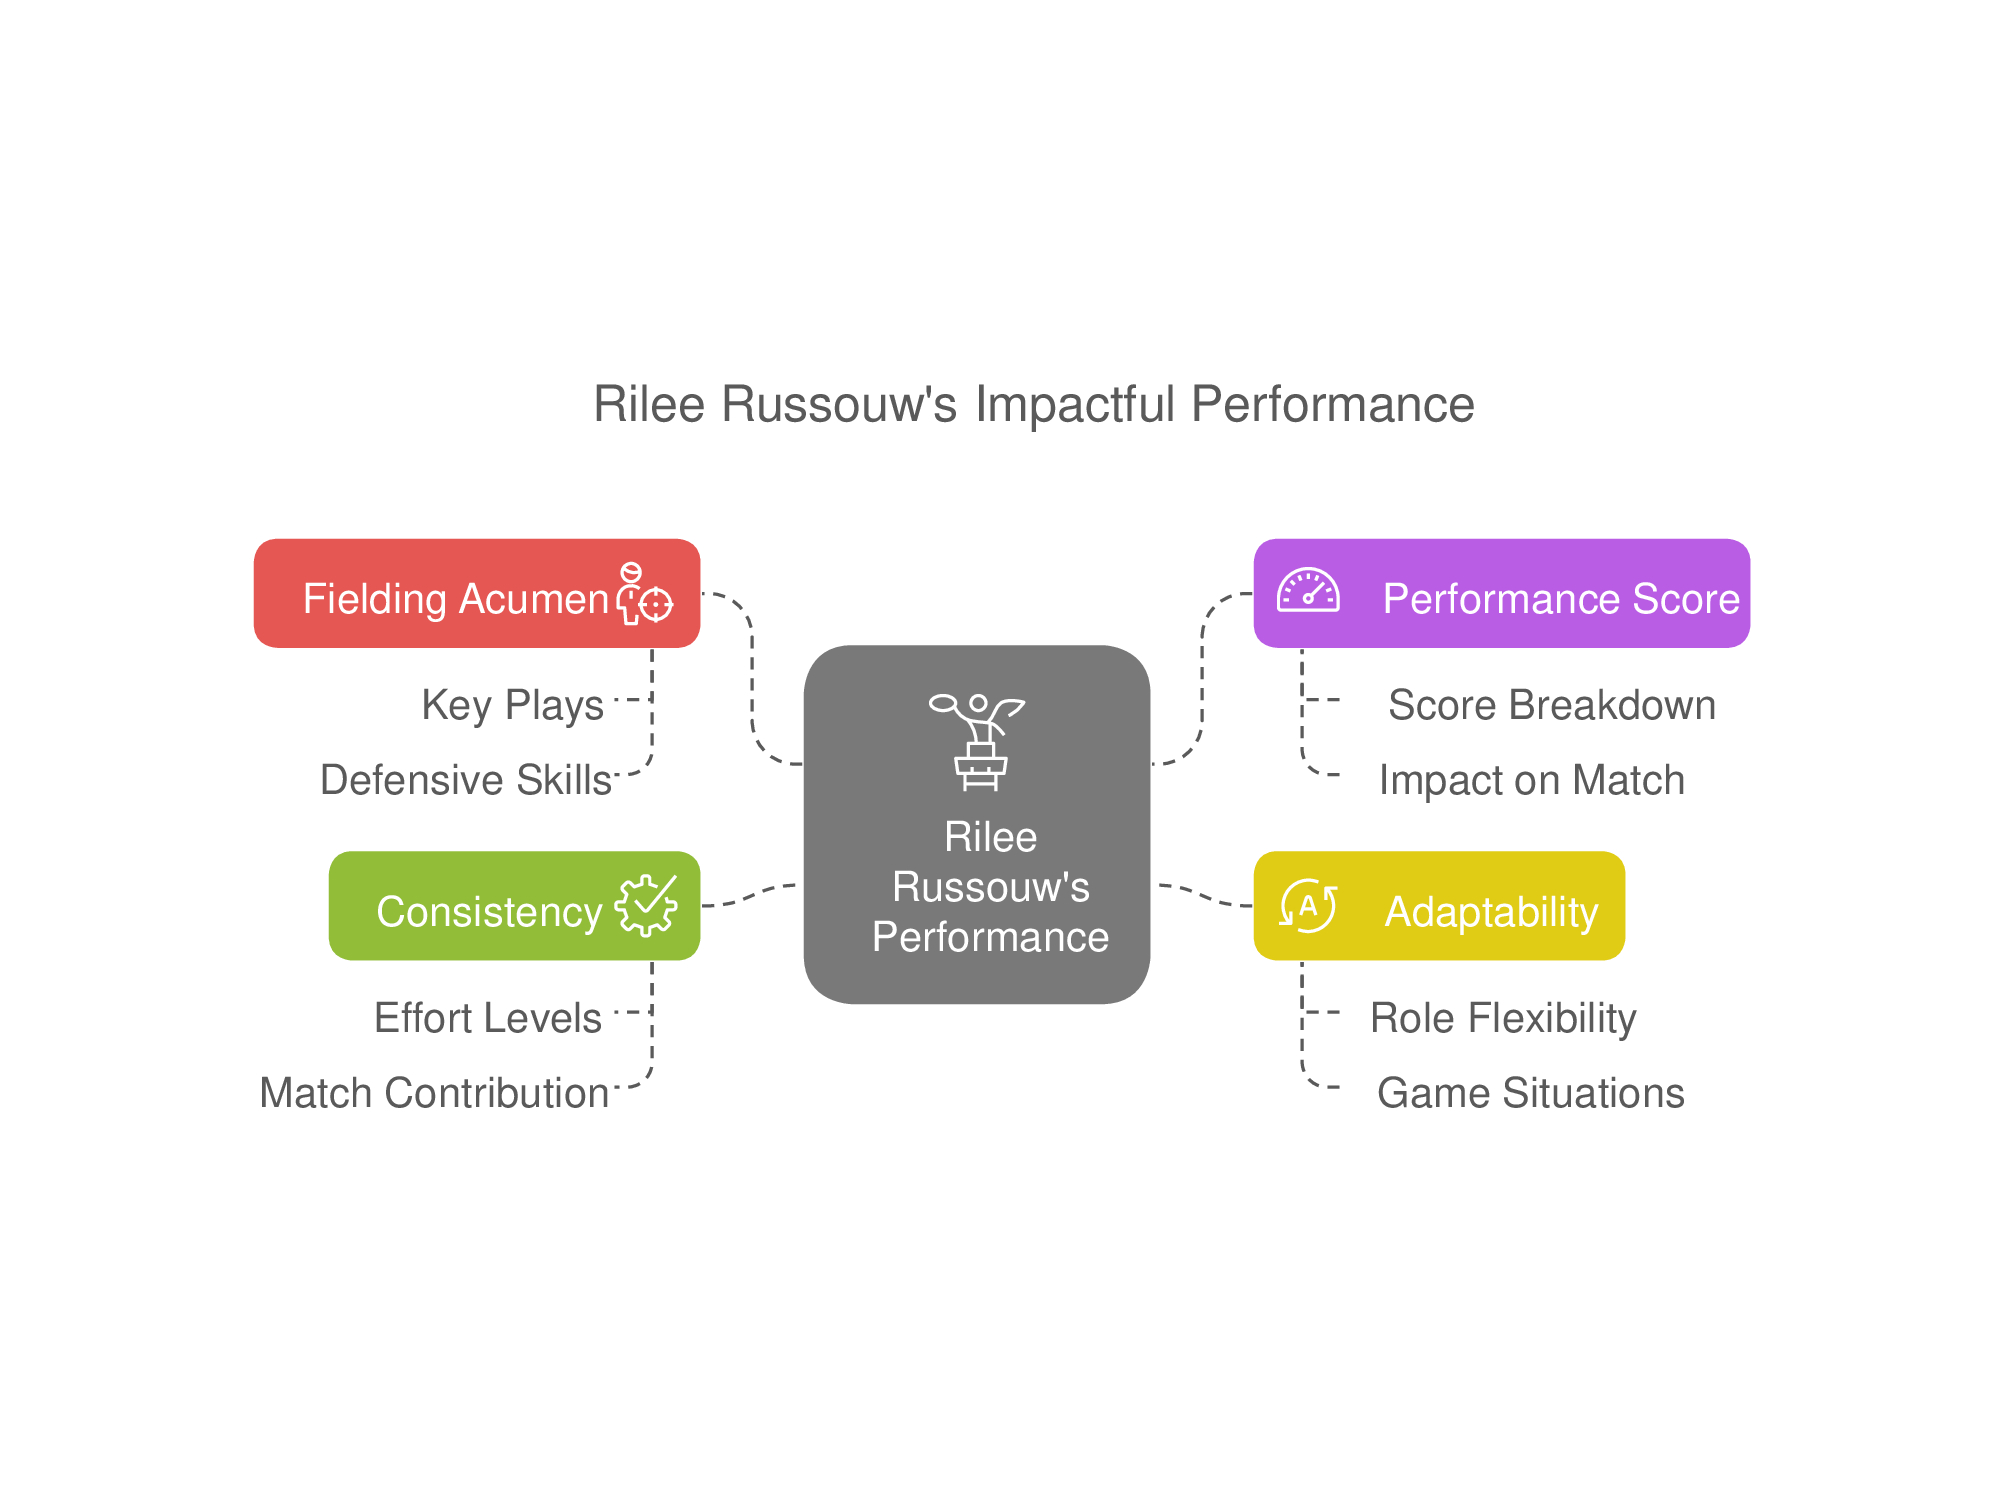 Rilee Russouw's Impactful Performance
Fielding Acumen
Key Plays
Defensive Skills
Consistency
Effort Levels
Match Contribution
Rilee
Russouw's
Performance
Performance Score
Score Breakdown
Impact on Match
A
Adaptability
Role Flexibility
Game Situations